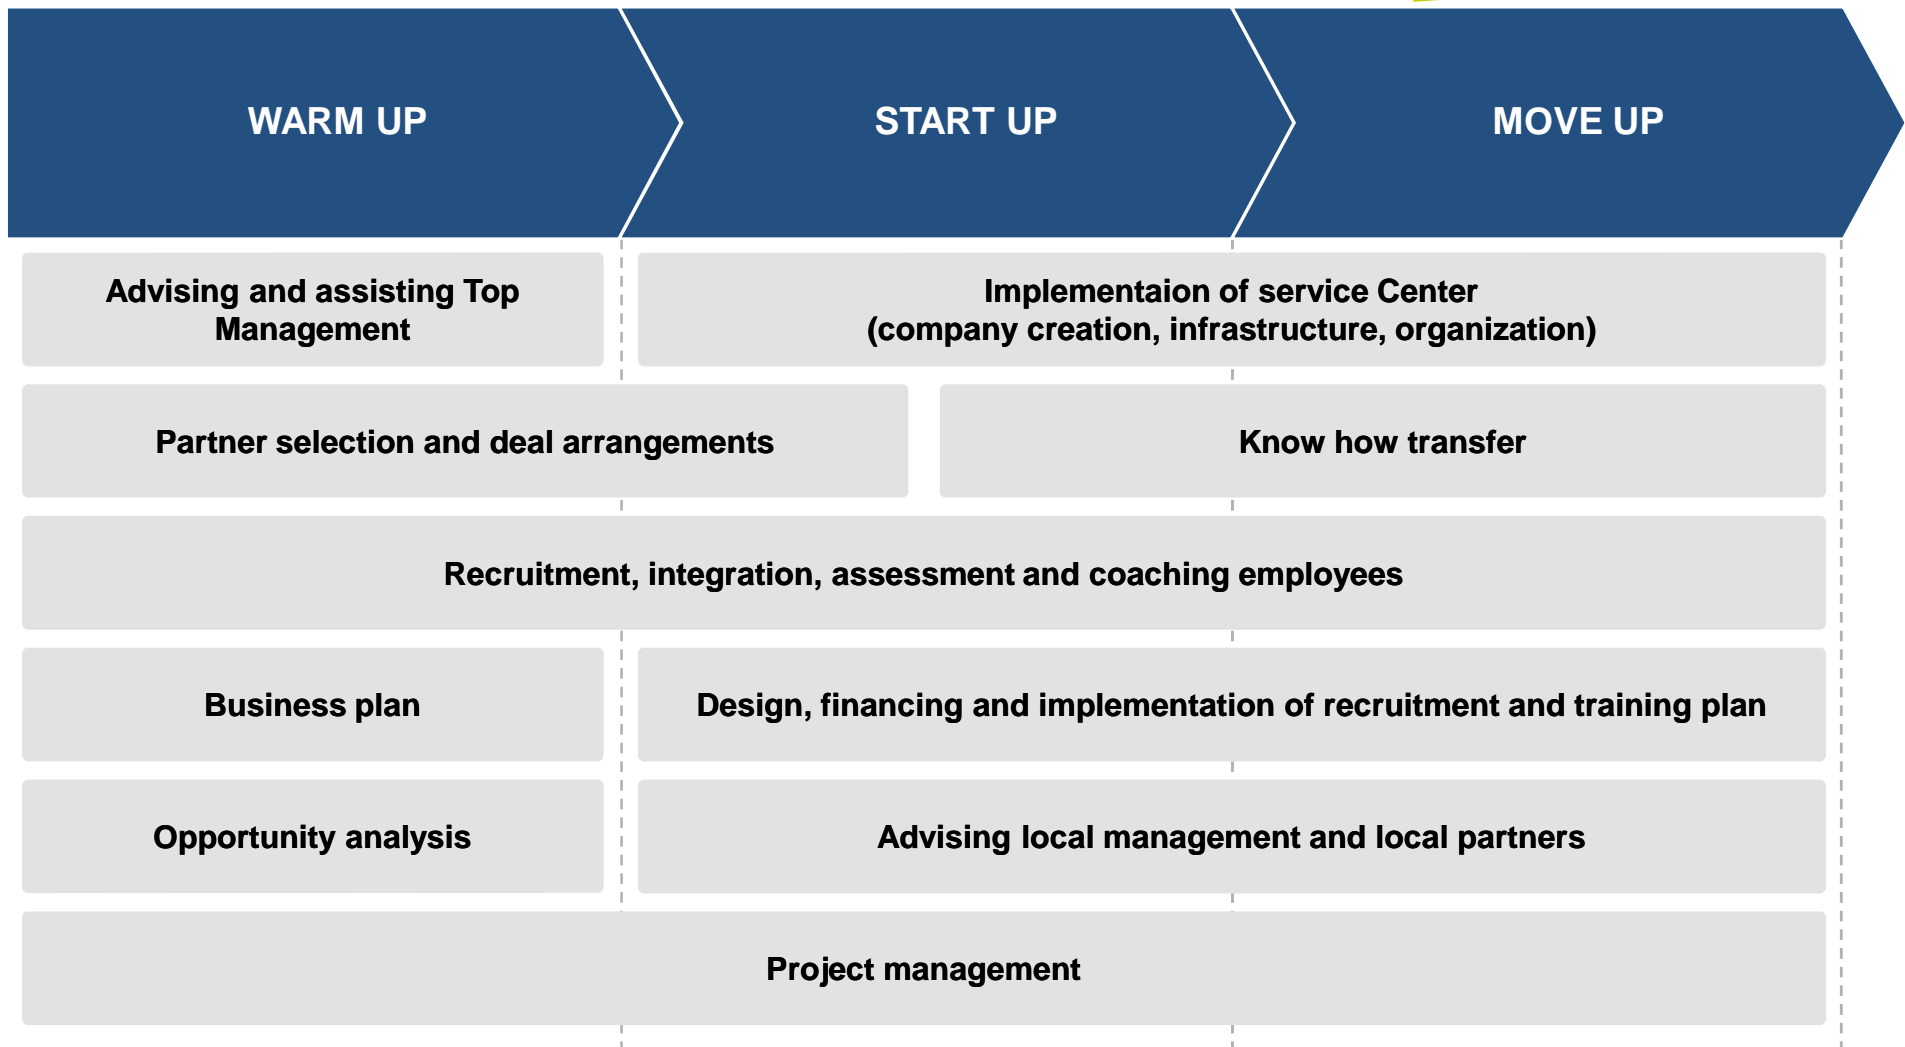 WARM UP
START UP
MOVE UP
Advising and assisting Top
Management
Implementaion of service Center
(company creation, infrastructure, organization)
Partner selection and deal arrangements
Know how transfer
Recruitment, integration, assessment and coaching employees
Business plan
Design, financing and implementation of recruitment and training plan
Opportunity analysis
Advising local management and local partners
Project management